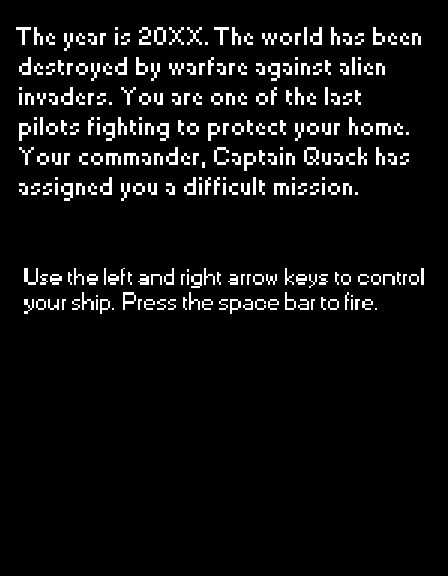 The year is 20XX. The world has been
destroyed by warfare against alien
invaders. You are one of the last
pilots fighting to protect your home.
Your commander, Captain Quack has
assigned you a difficult mission.
Use the left and right arrow keys to control
your ship. Press the space bar to fire.